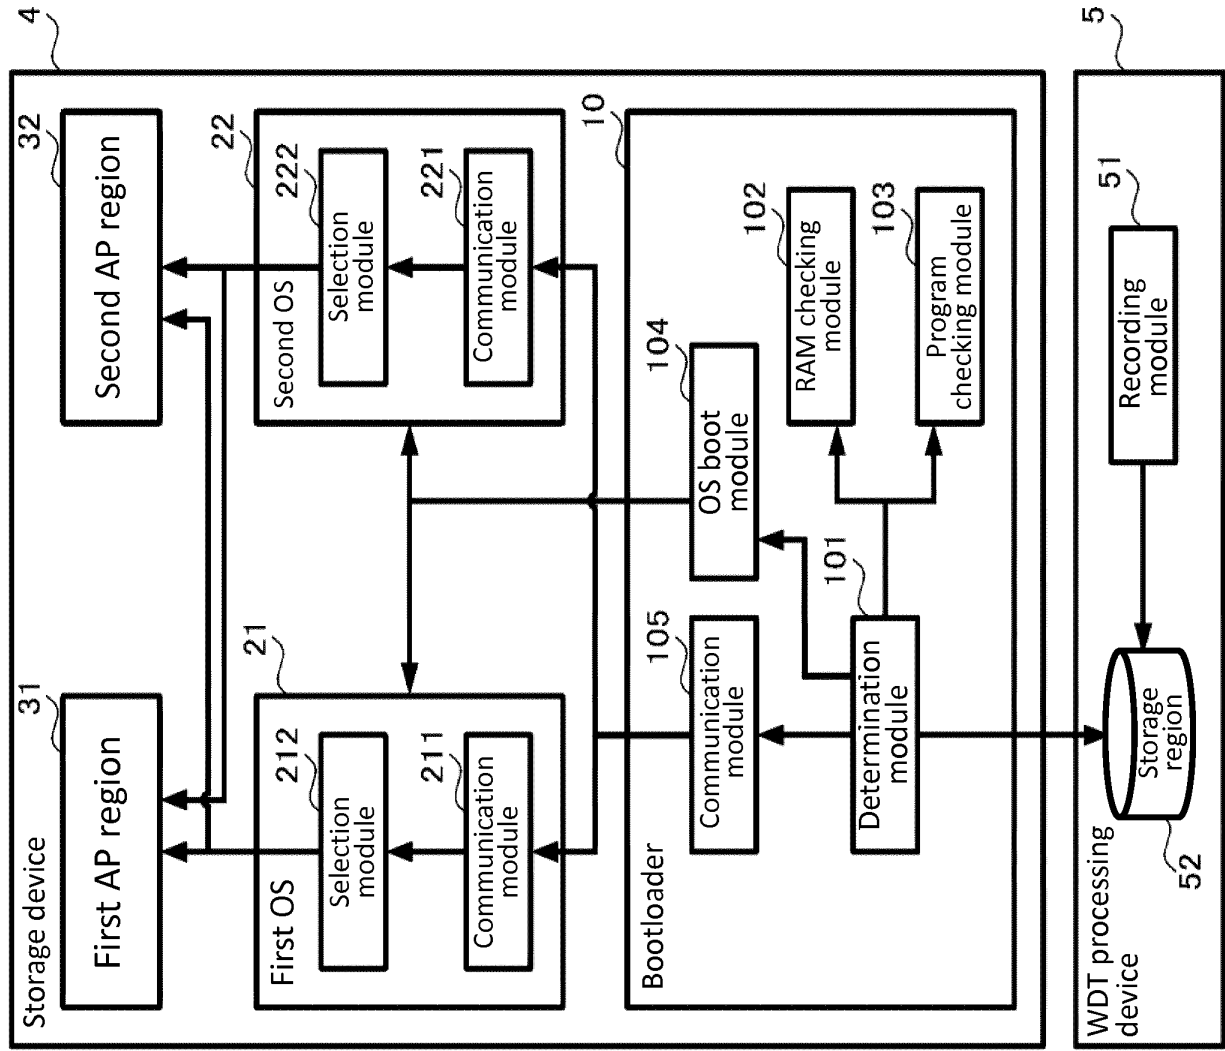 Storage device
4
First AP region
31
Second AP region
32
First OS
21
Selection
module
212
Communication
module
211
Second OS
22
Selection
module
222
Communication
module
221
Bootloader
10
Communication
module
105
OS boot
module
104
Determination
module
101
RAM checking
module
102
Program
checking module
103
WDT processing
device
5
Storage
region
52
Recording
module
51